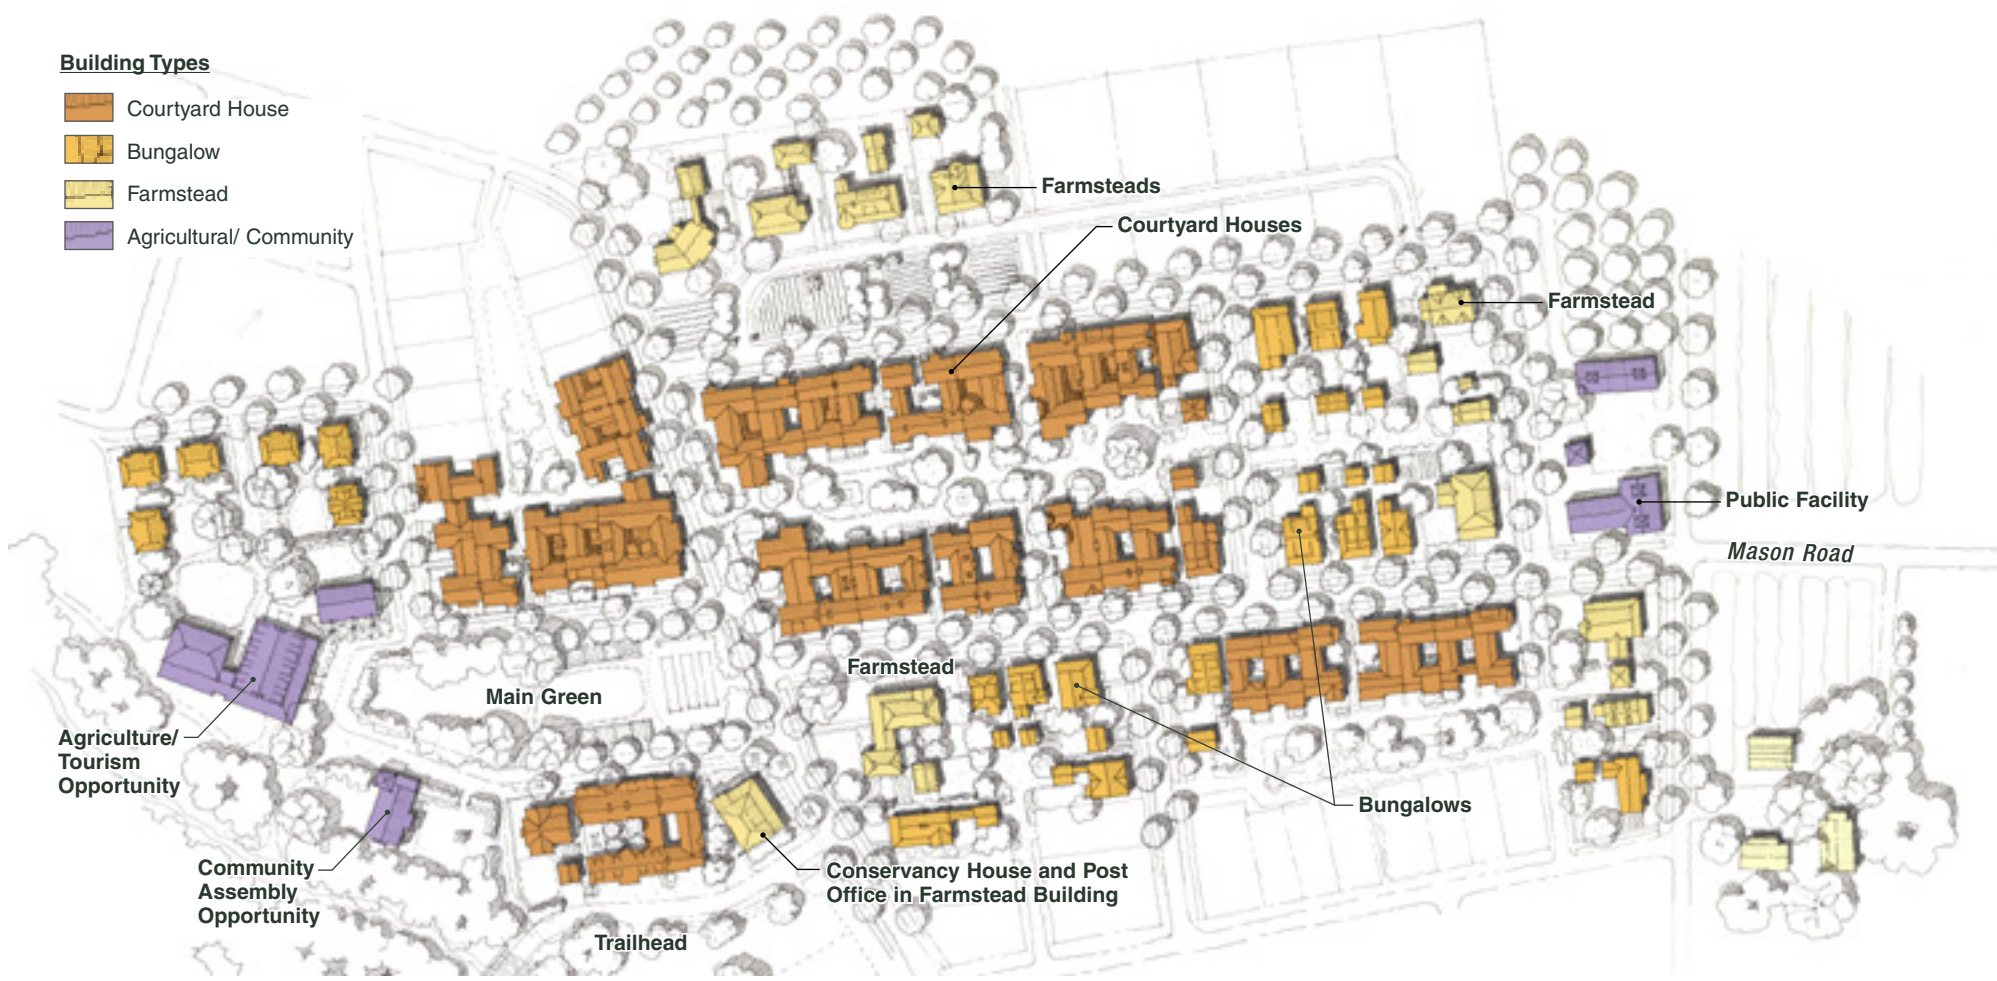 Building Types
Courtyard House
Bungalow
Farmstead
Agricultural/ Community
Farmsteads
Courtyard Houses
Farmstead
Public Facility
Mason Road
Farmstead
Main Green
Agriculture/
Tourism
Opportunity
Bungalows
Community
Assembly
Opportunity
Conservancy House and Post
Office in Farmstead Building
Trailhead